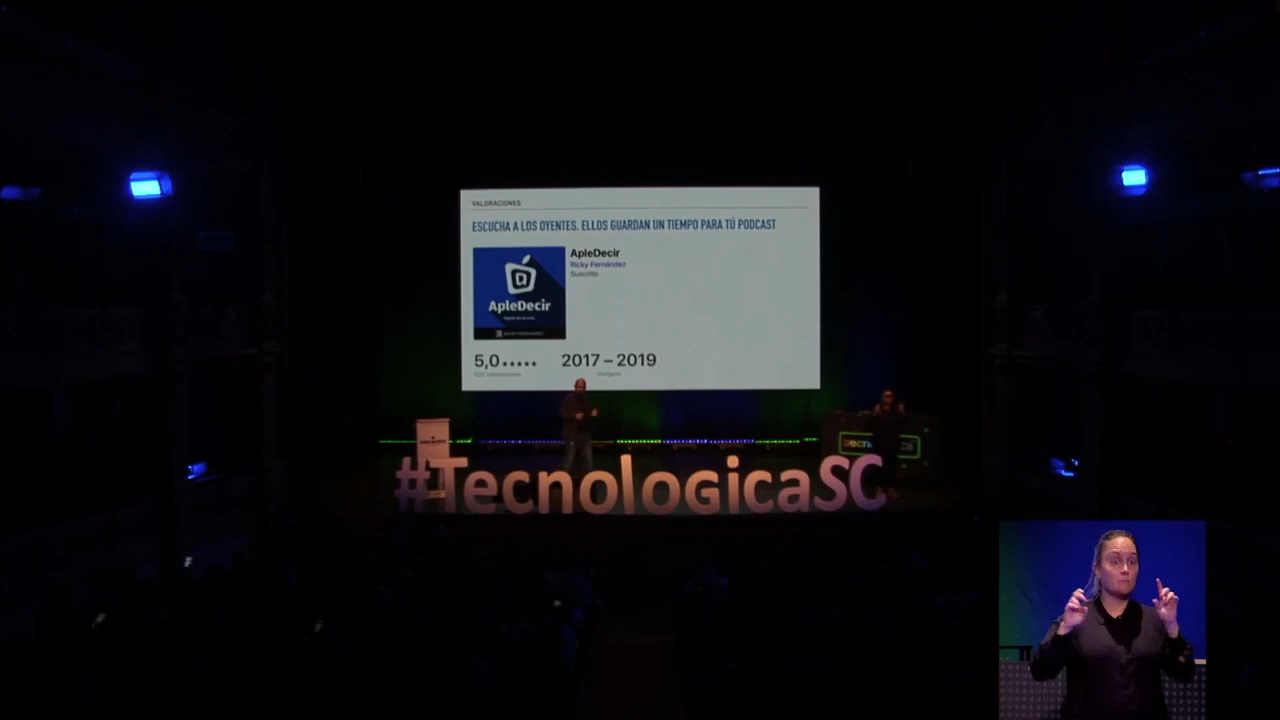 VALORACIONES
ESCUCHA A LOS OYENTES. ELLOS GUARDAN UN TIEMPO PARA TÚ PODCAST
ApleDecir
Ricky Fernández
Suscrito
ApleDecir
5,0 ★★★★★
2017 – 2019
#TecnologicaSC